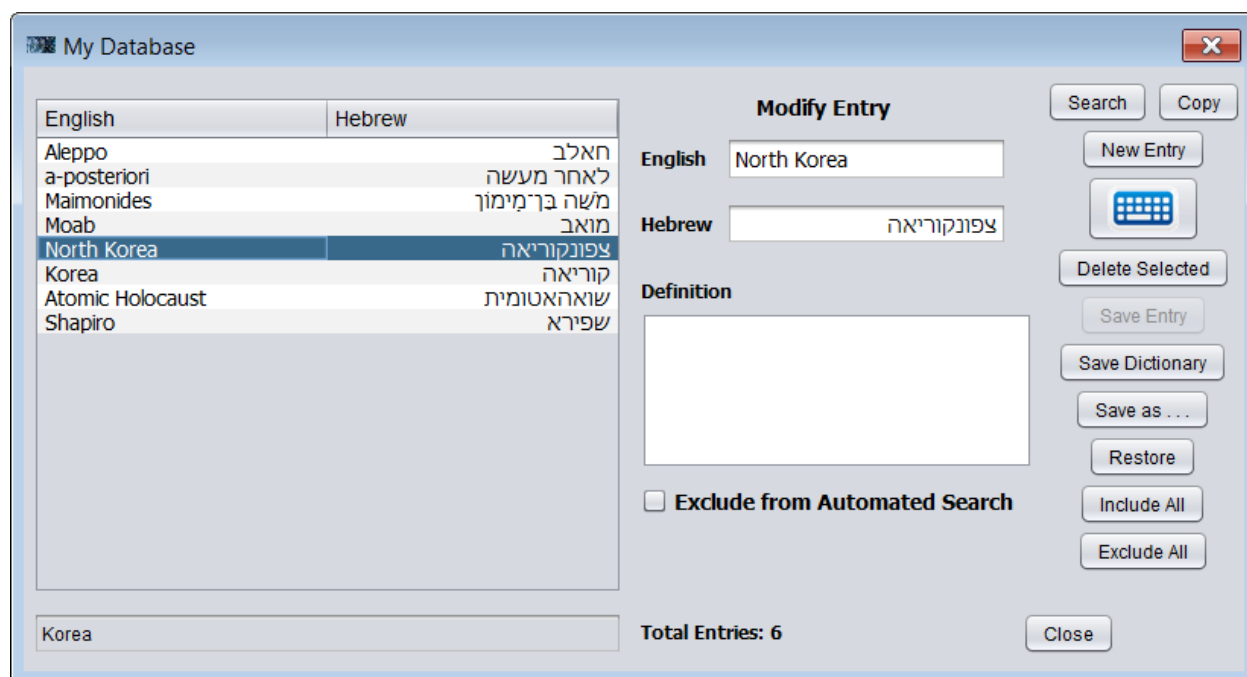 My Database
English Hebrew
Aleppo חאלב
a-posteriori לאחר מעשה
Maimonides מֹשֶׁה בֶּן־מַיְמוֹן
Moab מואב
North Korea צפונקוריאה
Korea קוריאה
Atomic Holocaust שואהאטומית
Shapiro שפירא
Korea
Modify Entry
English North Korea
Hebrew צפונקוריאה
Definition
Exclude from Automated Search
Total Entries: 6
Search Copy
New Entry
Delete Selected
Save Entry
Save Dictionary
Save as . . .
Restore
Include All
Exclude All
Close